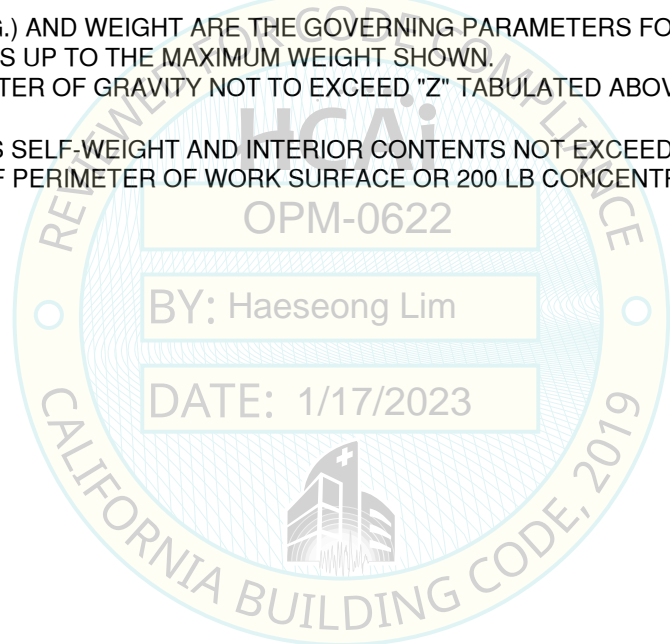 G.) AND WEIGHT ARE THE GOVERNING PARAMETERS FO
S UP TO THE MAXIMUM WEIGHT SHOWN.
TER OF GRAVITY NOT TO EXCEED "Z" TABULATED ABOV
S SELF-WEIGHT AND INTERIOR CONTENTS NOT EXCEED
F PERIMETER OF WORK SURFACE OR 200 LB CONCENTR
REVIEWED FOR CODE COMPLIANCE
HCAi
OPM-0622
BY: Haeseong Lim
DATE: 1/17/2023
CALIFORNIA BUILDING CODE, 2019